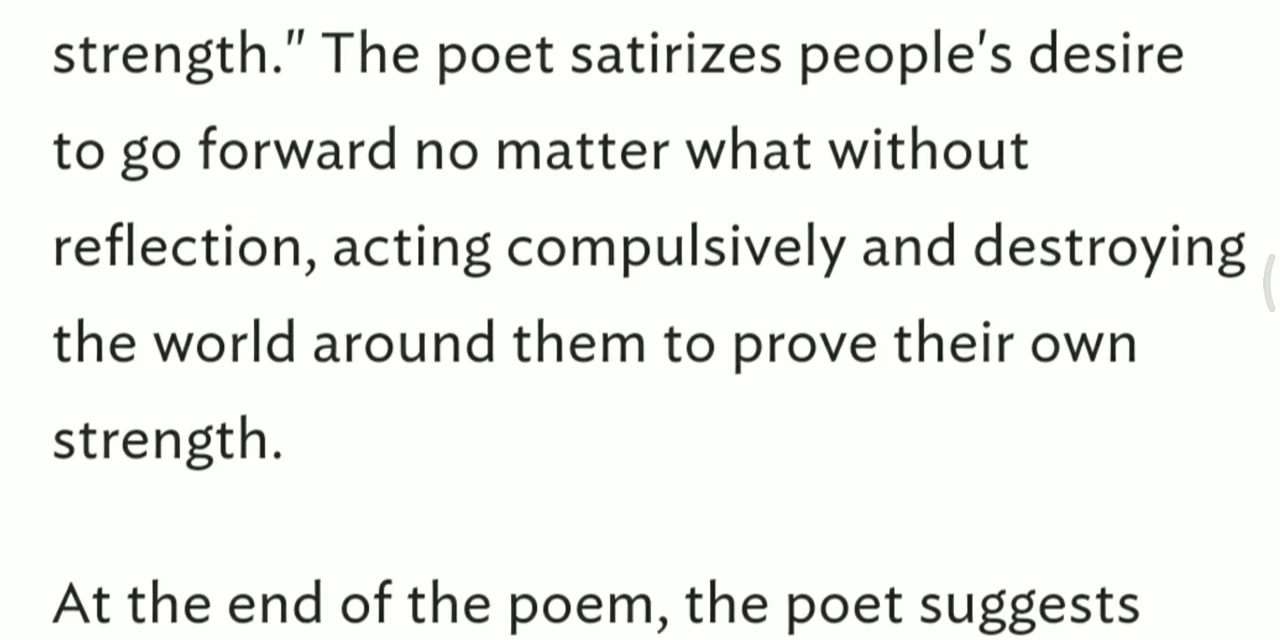 strength." The poet satirizes people's desire
to go forward no matter what without
reflection, acting compulsively and destroying
the world around them to prove their own
strength.
At the end of the poem, the poet suggests